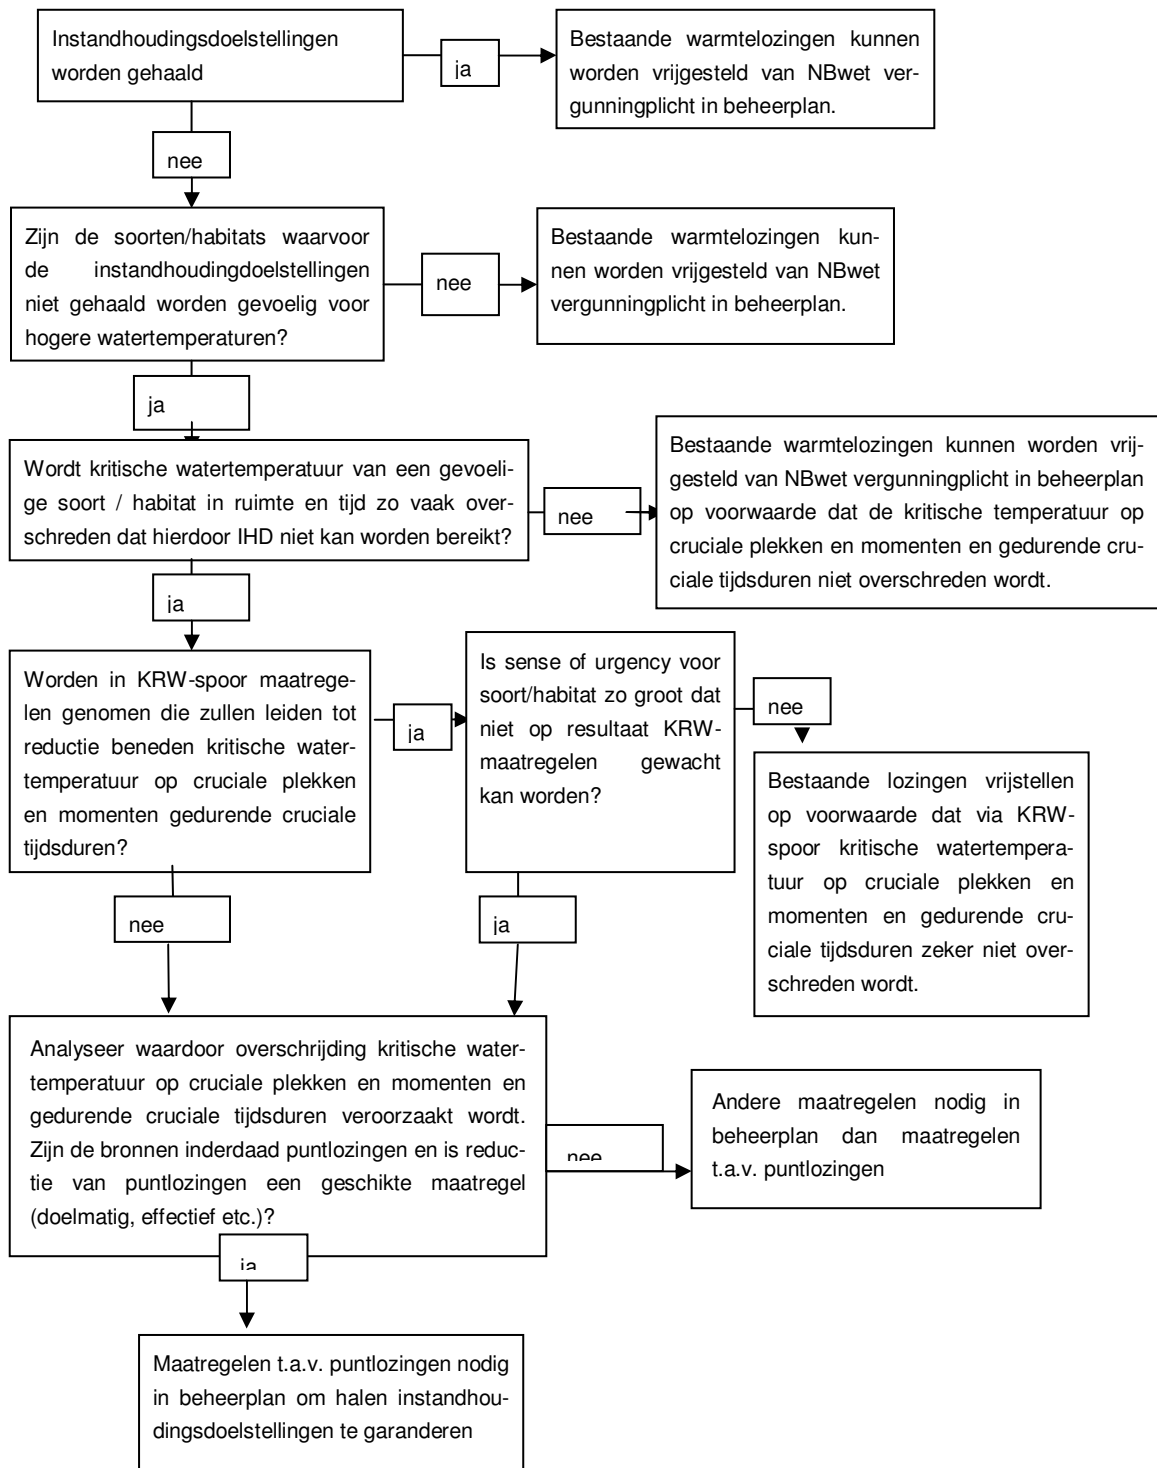 Instandhoudingsdoelstellingen
worden gehaald
ja
Bestaande warmtelozingen kunnen
worden vrijgesteld van NBwet ver-
gunningplicht in beheerplan.
nee
Zijn de soorten/habitats waarvoor
de instandhoudingdoelstellingen
niet gehaald worden gevoelig voor
hogere watertemperaturen?
nee
Bestaande warmtelozingen kun-
nen worden vrijgesteld van NBwet
vergunningplicht in beheerplan.
ja
Wordt kritische watertemperatuur van een gevoeli-
ge soort / habitat in ruimte en tijd zo vaak over-
schreden dat hierdoor IHD niet kan worden bereikt?
nee
Bestaande warmtelozingen kunnen worden vrij-
gesteld van NBwet vergunningplicht in beheerplan
op voorwaarde dat de kritische temperatuur op
cruciale plekken en momenten en gedurende cru-
ciale tijdsduren niet overschreden wordt.
ja
Worden in KRW-spoor maatrege-
len genomen die zullen leiden tot
reductie beneden kritische water-
temperatuur op cruciale plekken
en momenten gedurende cruciale
tijdsduren?
ja
Is sense of urgency voor
soort/habitat zo groot dat
niet op resultaat KRW-
maatregelen gewacht
kan worden?
nee
Bestaande lozingen vrijstellen
op voorwaarde dat via KRW-
spoor kritische watertempera-
tuur op cruciale plekken en
momenten en gedurende cru-
ciale tijdsduren zeker niet over-
schreden wordt.
nee
ja
Analyseer waardoor overschrijding kritische water-
temperatuur op cruciale plekken en momenten en
gedurende cruciale tijdsduren veroorzaakt wordt.
Zijn de bronnen inderdaad puntlozingen en is reduc-
tie van puntlozingen een geschikte maatregel
(doelmatig, effectief etc.)?
nee
Andere maatregelen nodig in
beheerplan dan maatregelen
t.a.v. puntlozingen
ja
Maatregelen t.a.v. puntlozingen nodig
in beheerplan om halen instandhou-
dingsdoelstellingen te garanderen